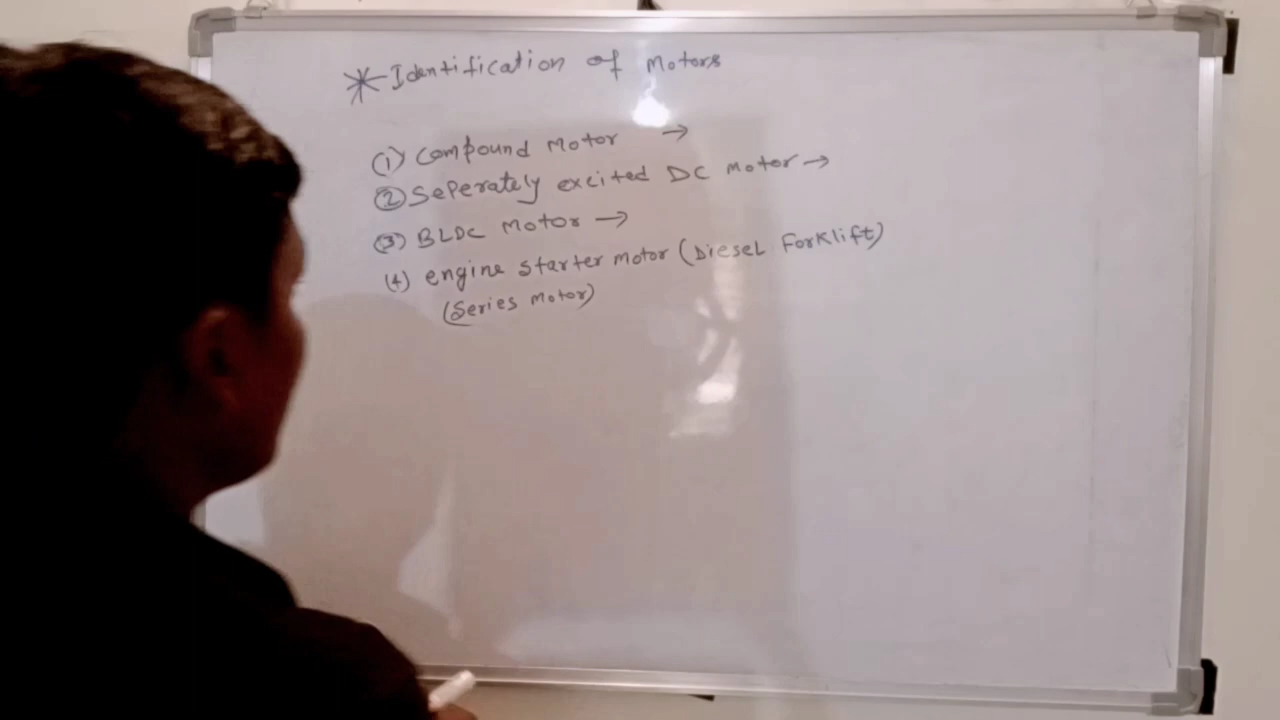 * Identification of Motors
(1) Compound Motor →
(2) Seperately excited DC Motor →
(3) BLDC Motor →
(4) engine starter motor (Diesel Forklift)
(Series Motor)